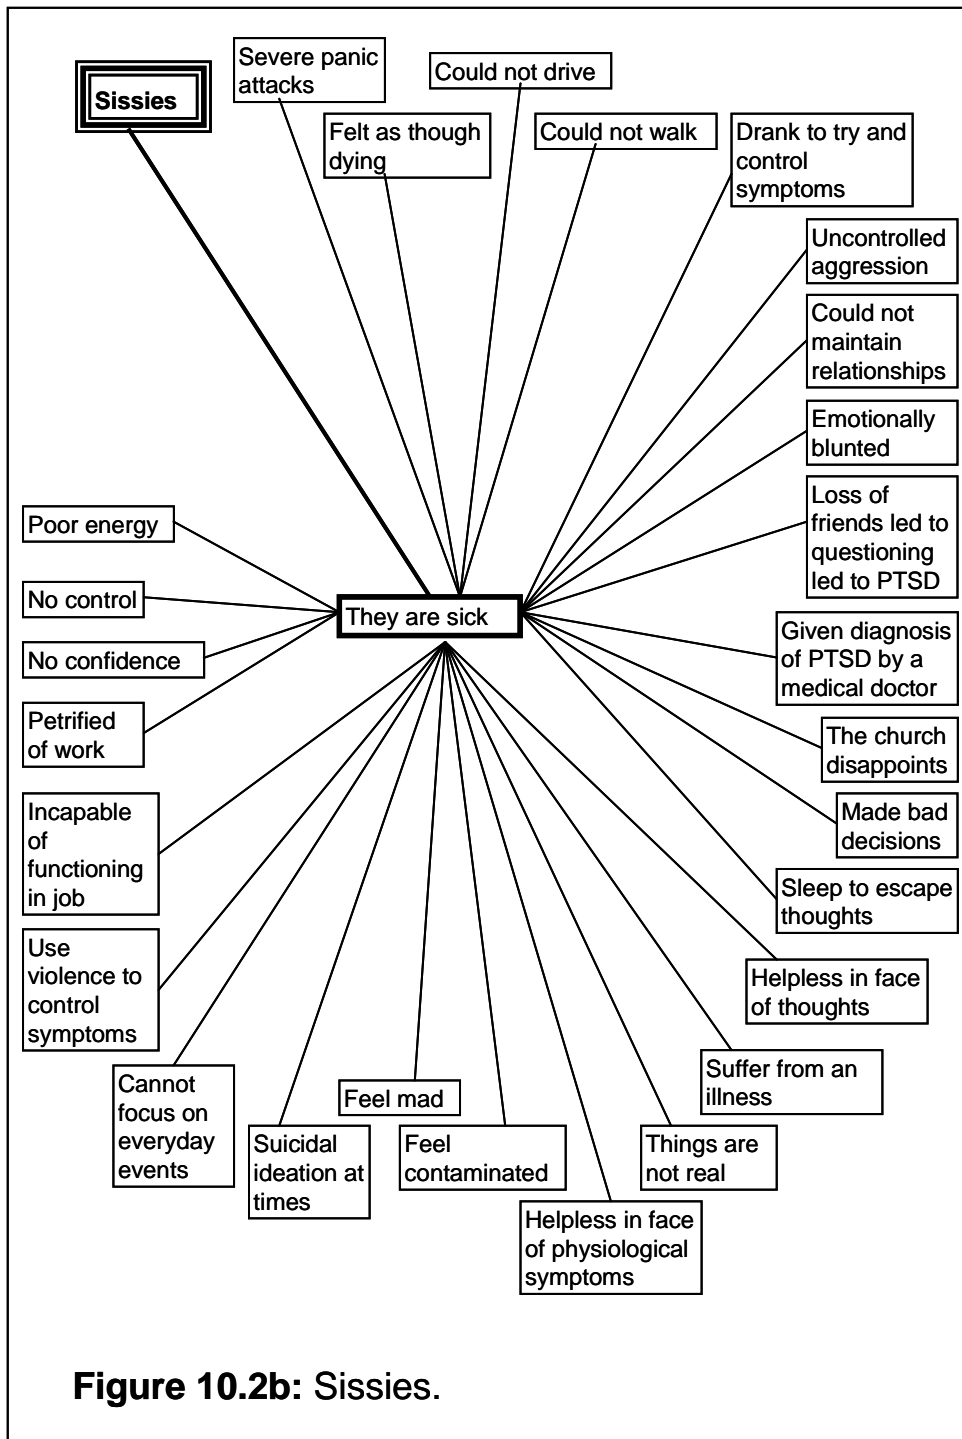 Sissies
Severe panic
attacks
Could not drive
Felt as though
dying
Could not walk
Drank to try and
control
symptoms
Uncontrolled
aggression
Could not
maintain
relationships
Emotionally
blunted
Loss of
friends led to
questioning
led to PTSD
Poor energy
No control
They are sick
No confidence
Given diagnosis
of PTSD by a
medical doctor
Petrified
of work
The church
disappoints
Incapable
of
functioning
in job
Made bad
decisions
Sleep to escape
thoughts
Use
violence to
control
symptoms
Helpless in face
of thoughts
Cannot
focus on
everyday
events
Feel mad
Suffer from an
illness
Suicidal
ideation at
times
Feel
contaminated
Things are
not real
Helpless in face
of physiological
symptoms
Figure 10.2b: Sissies.